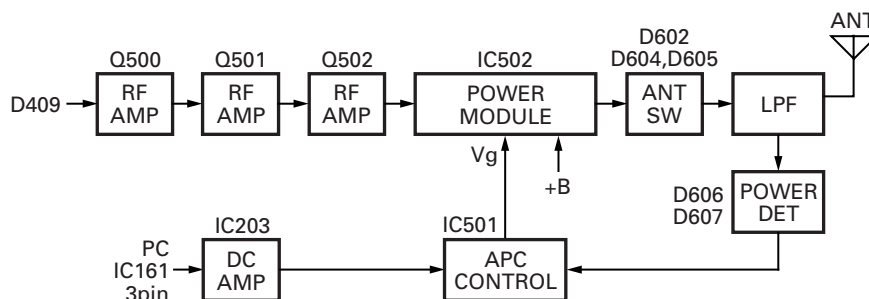 Q500
Q501
Q502
IC502
D602
D604,D605
ANT
D409
RF
AMP
RF
AMP
RF
AMP
POWER
MODULE
ANT
SW
LPF
Vg
+B
D606
D607
POWER
DET
IC203
IC501
PC
IC161
3pin
DC
AMP
APC
CONTROL